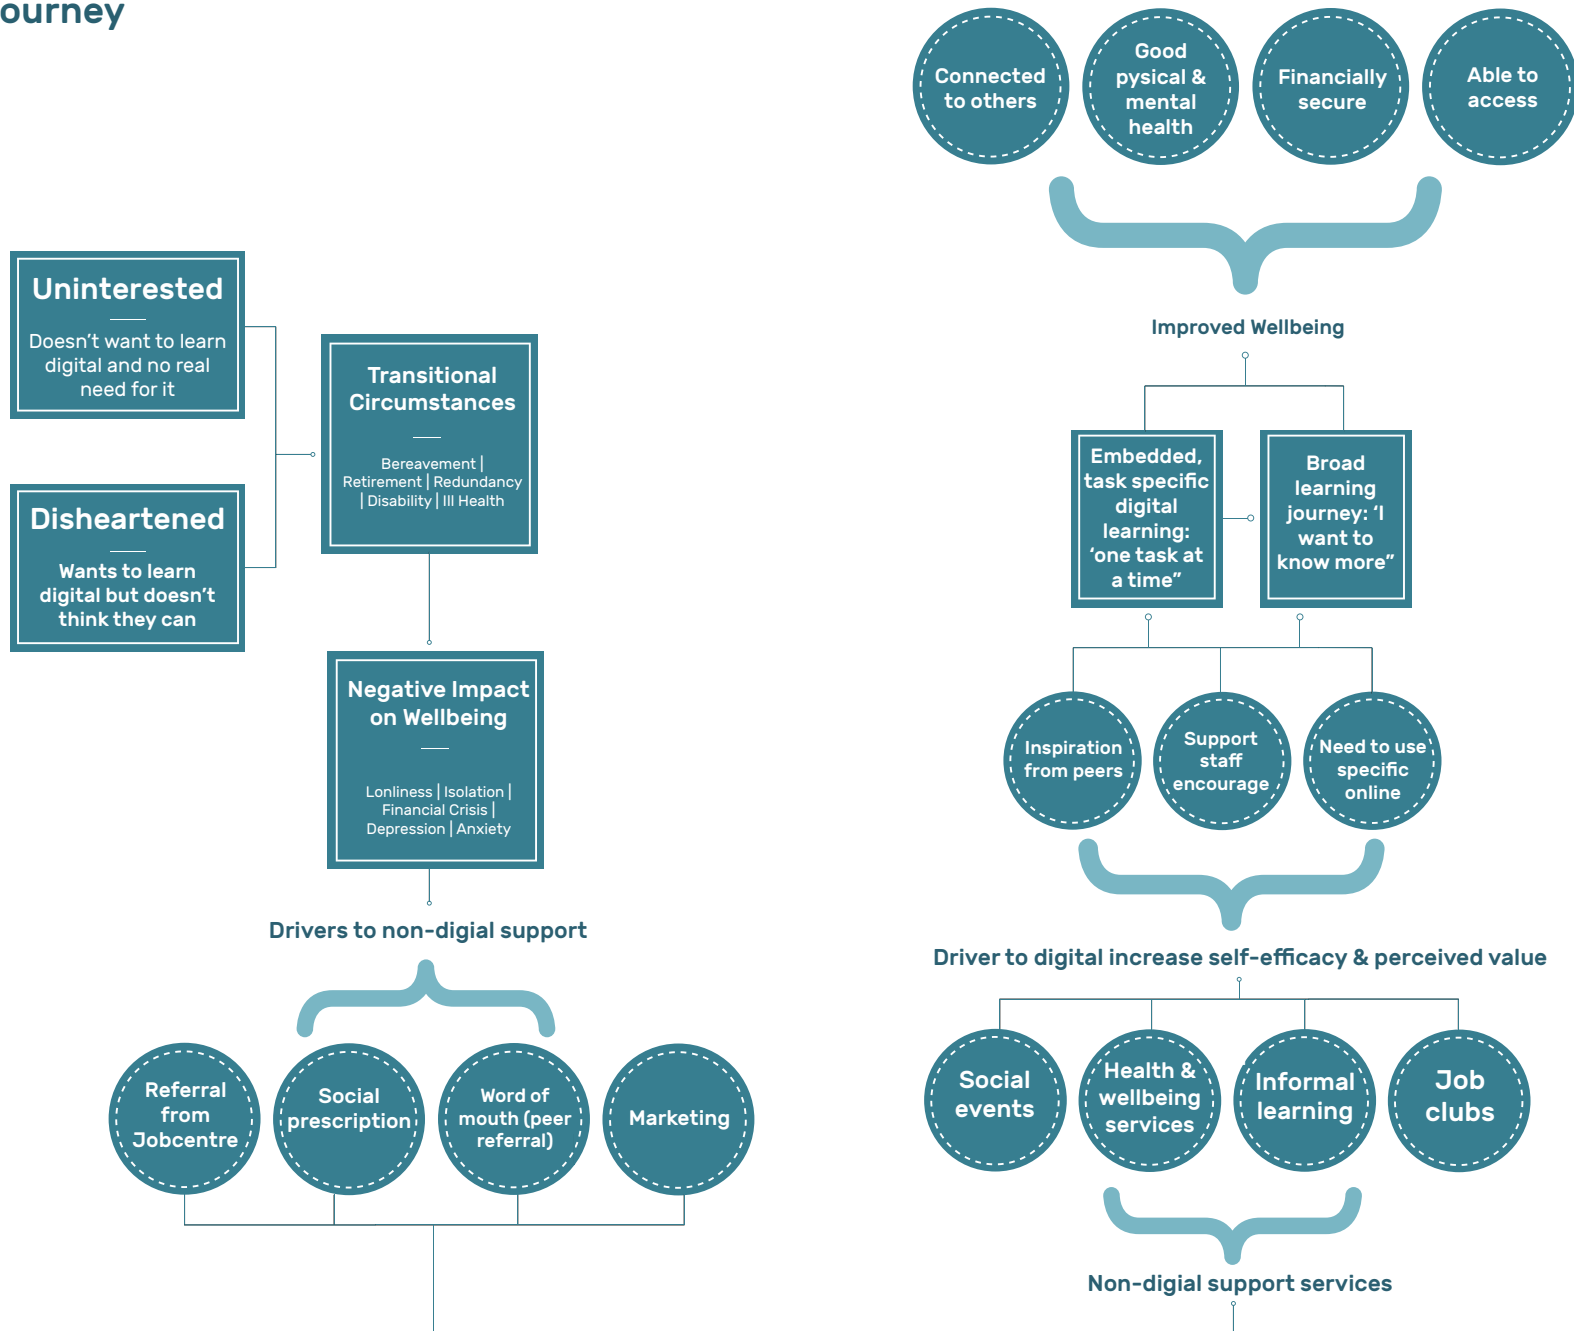 ourney
Uninterested
Doesn’t want to learn
digital and no real
need for it
Disheartened
Wants to learn
digital but doesn’t
think they can
Transitional
Circumstances
Bereavement |
Retirement | Redundancy
| Disability | Ill Health
Negative Impact
on Wellbeing
Lonliness | Isolation |
Financial Crisis |
Depression | Anxiety
Drivers to non-digial support
Referral
from
Jobcentre
Social
prescription
Word of
mouth (peer
referral)
Marketing
Connected
to others
Good
pysical &
mental
health
Financially
secure
Able to
access
Improved Wellbeing
Embedded,
task specific
digital
learning:
‘one task at
a time”
Broad
learning
journey: ‘I
want to
know more”
Inspiration
from peers
Support
staff
encourage
Need to use
specific
online
Driver to digital increase self-efficacy & perceived value
Social
events
Health &
wellbeing
services
Informal
learning
Job
clubs
Non-digial support services